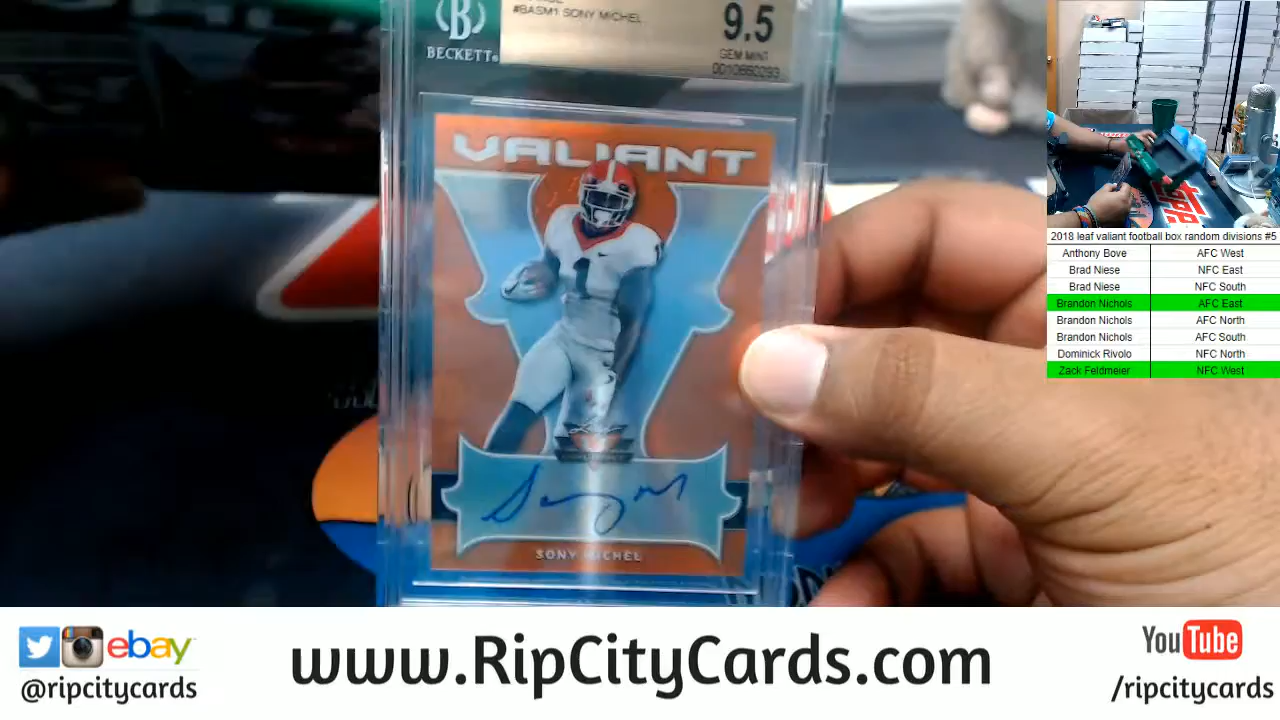 #BASM1 SONY MICHEL
9.5
B
BECKETT
GEM MINT
0010660293
VALIANT
1
SONY MICHEL
2018 leaf valiant football box random divisions #5
Anthony Bove AFC West
Brad Niese NFC East
Brad Niese NFC South
Brandon Nichols AFC East
Brandon Nichols AFC North
Brandon Nichols AFC South
Dominick Rivolo NFC North
Zack Feldmeier NFC West
ebay
@ripcitycards
www.RipCityCards.com
YouTube
/ripcitycards